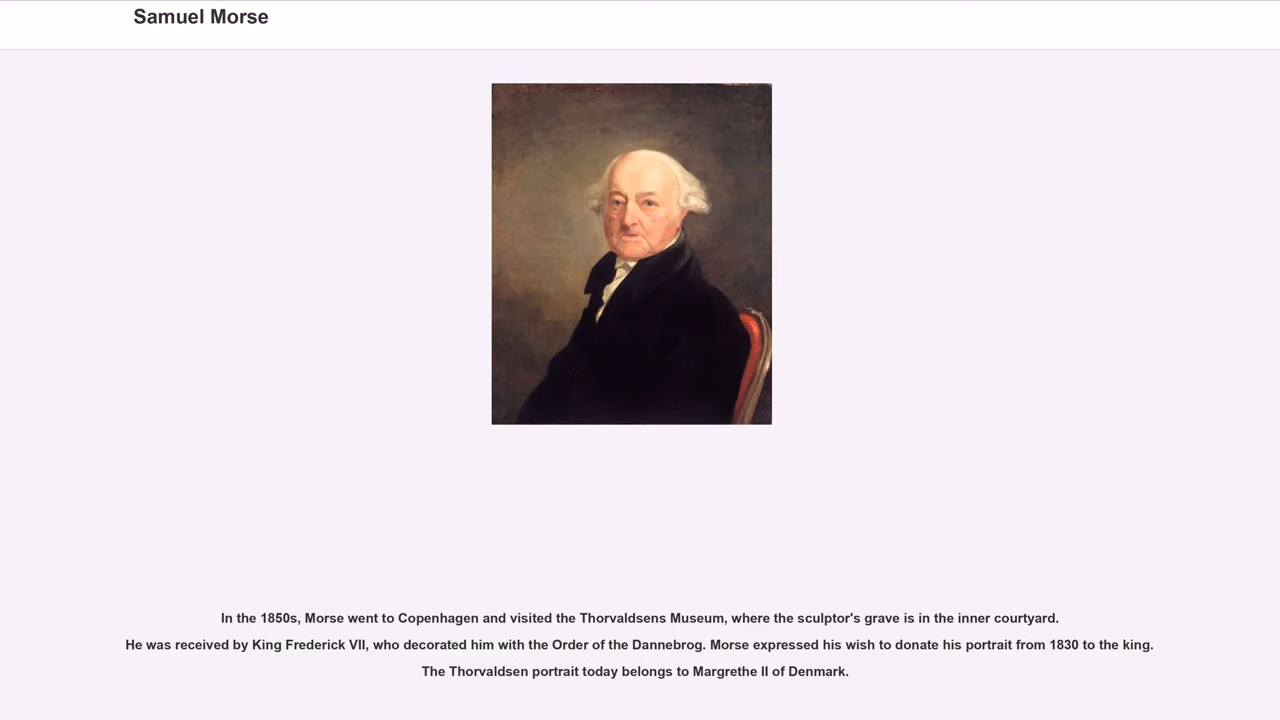 Samuel Morse
In the 1850s, Morse went to Copenhagen and visited the Thorvaldsens Museum, where the sculptor's grave is in the inner courtyard.
He was received by King Frederick VII, who decorated him with the Order of the Dannebrog. Morse expressed his wish to donate his portrait from 1830 to the king.
The Thorvaldsen portrait today belongs to Margrethe II of Denmark.